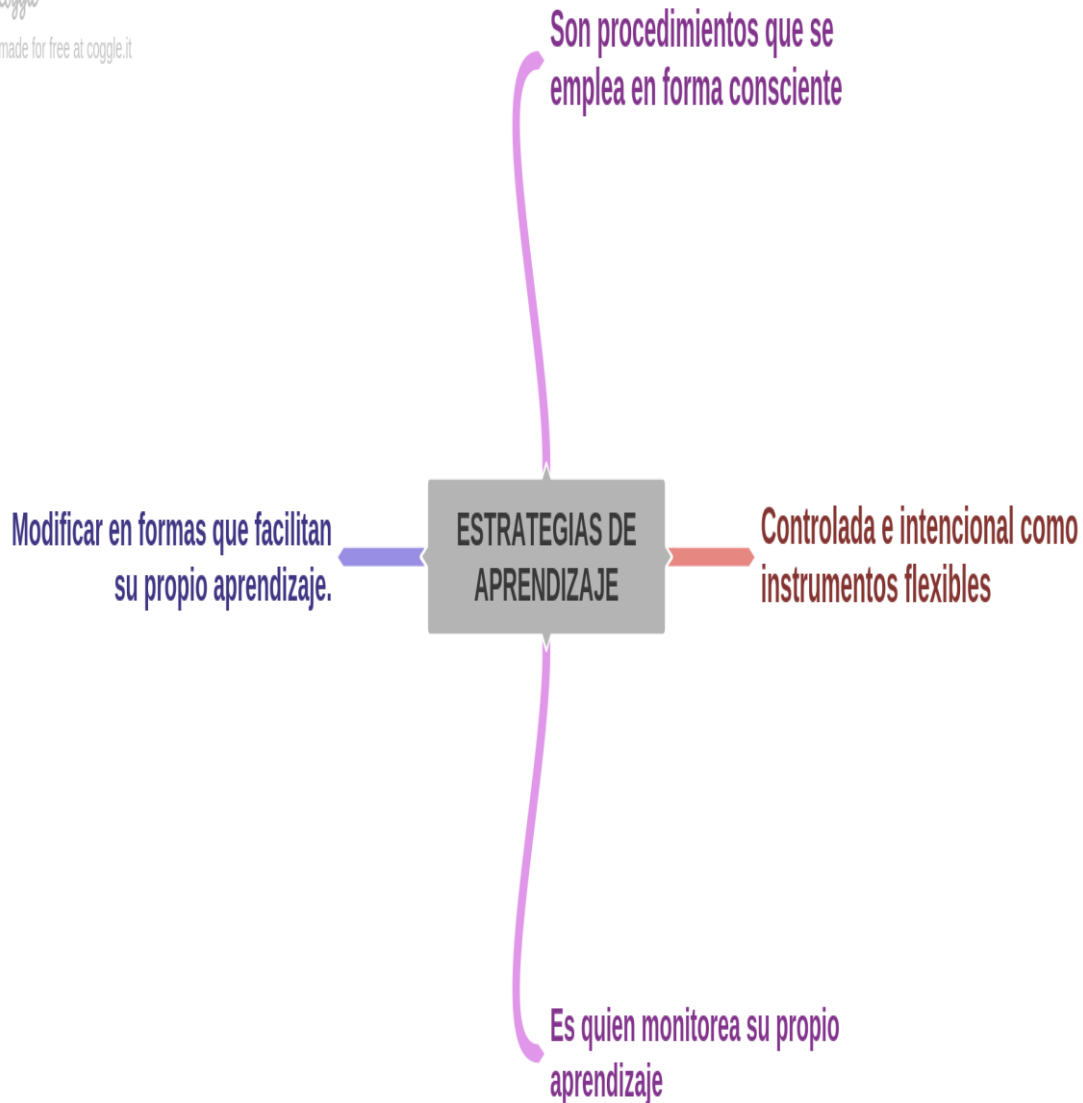 coggle
made for free at coggle.it
Son procedimientos que se
emplea en forma consciente
Modificar en formas que facilitan
su propio aprendizaje.
ESTRATEGIAS DE
APRENDIZAJE
Controlada e intencional como
instrumentos flexibles
Es quien monitorea su propio
aprendizaje